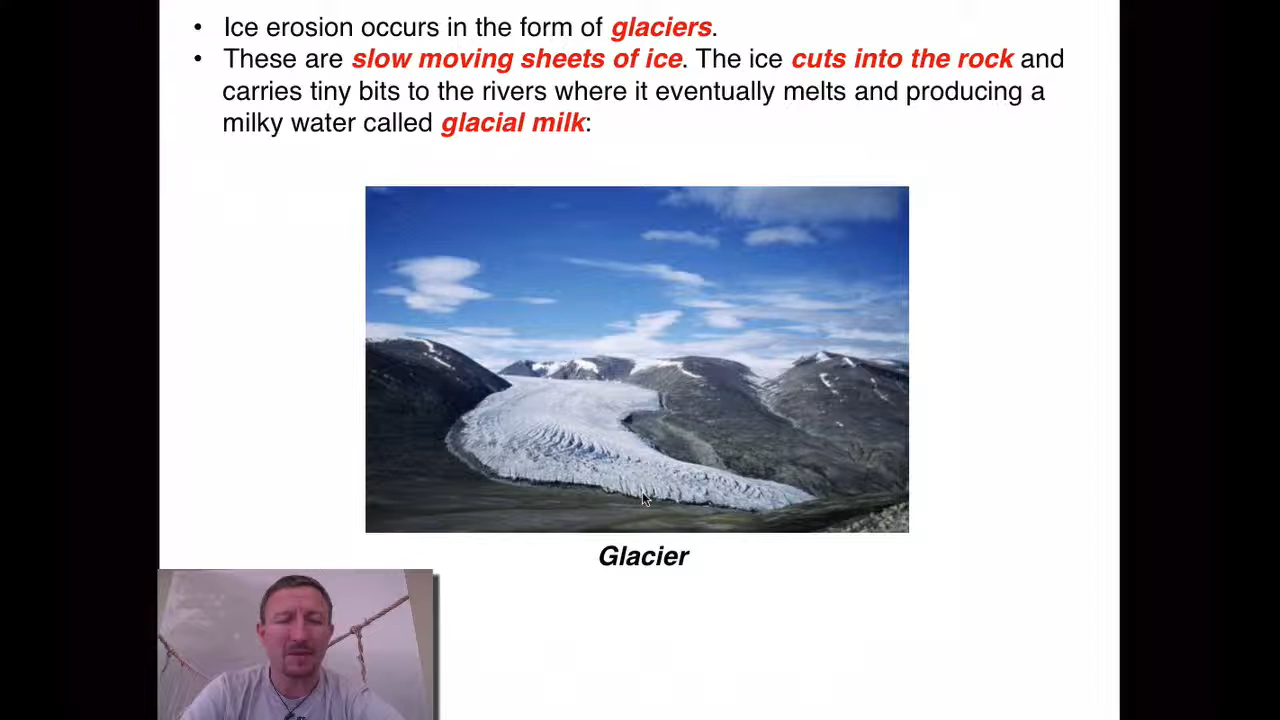 • Ice erosion occurs in the form of glaciers.
• These are slow moving sheets of ice. The ice cuts into the rock and
carries tiny bits to the rivers where it eventually melts and producing a
milky water called glacial milk:
Glacier